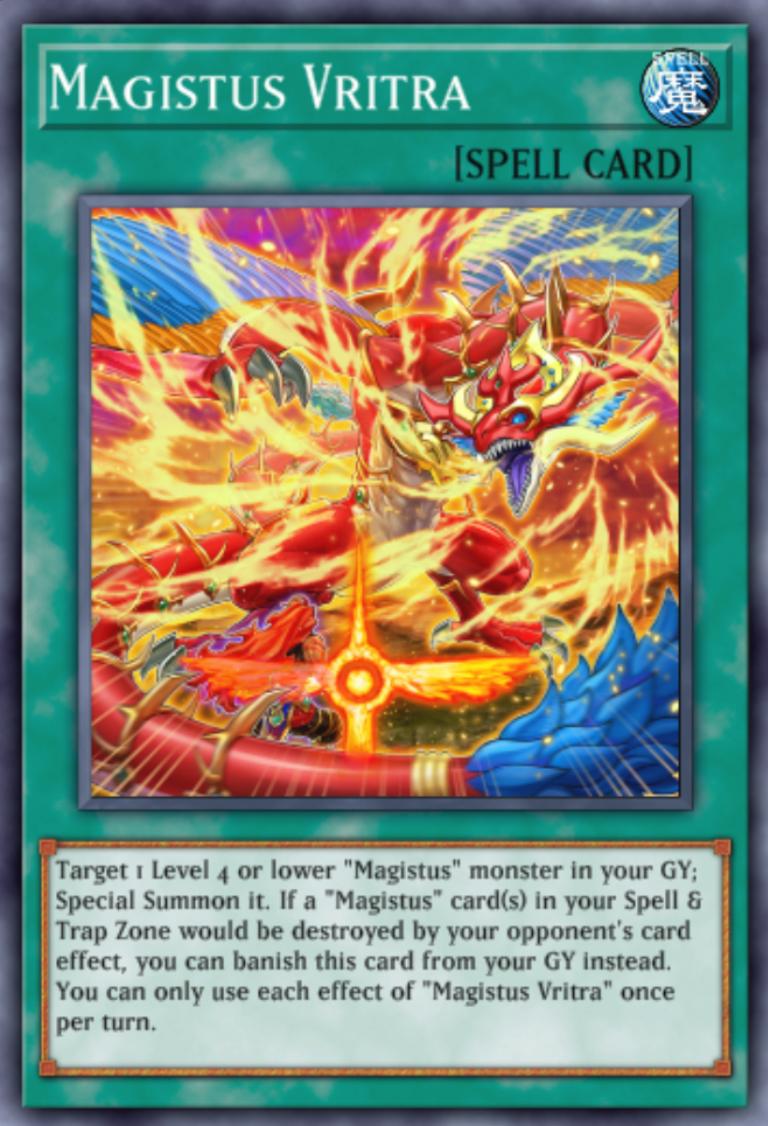 Magistus Vritra
SPELL
魔
[SPELL CARD]
Target 1 Level 4 or lower "Magistus" monster in your GY;
Special Summon it. If a "Magistus" card(s) in your Spell &
Trap Zone would be destroyed by your opponent's card
effect, you can banish this card from your GY instead.
You can only use each effect of "Magistus Vritra" once
per turn.